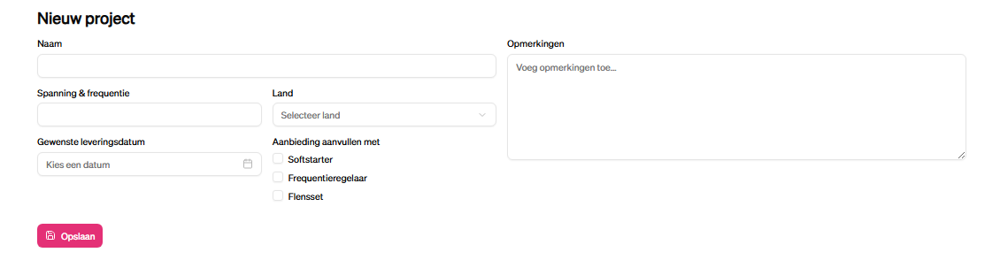 Nieuw project
Naam
Opmerkingen
Voeg opmerkingen toe...
Spanning & frequentie
Land
Selecteer land
Gewenste leveringsdatum
Kies een datum
Aanbieding aanvullen met
Softstarter
Frequentieregelaar
Flensset
Opslaan